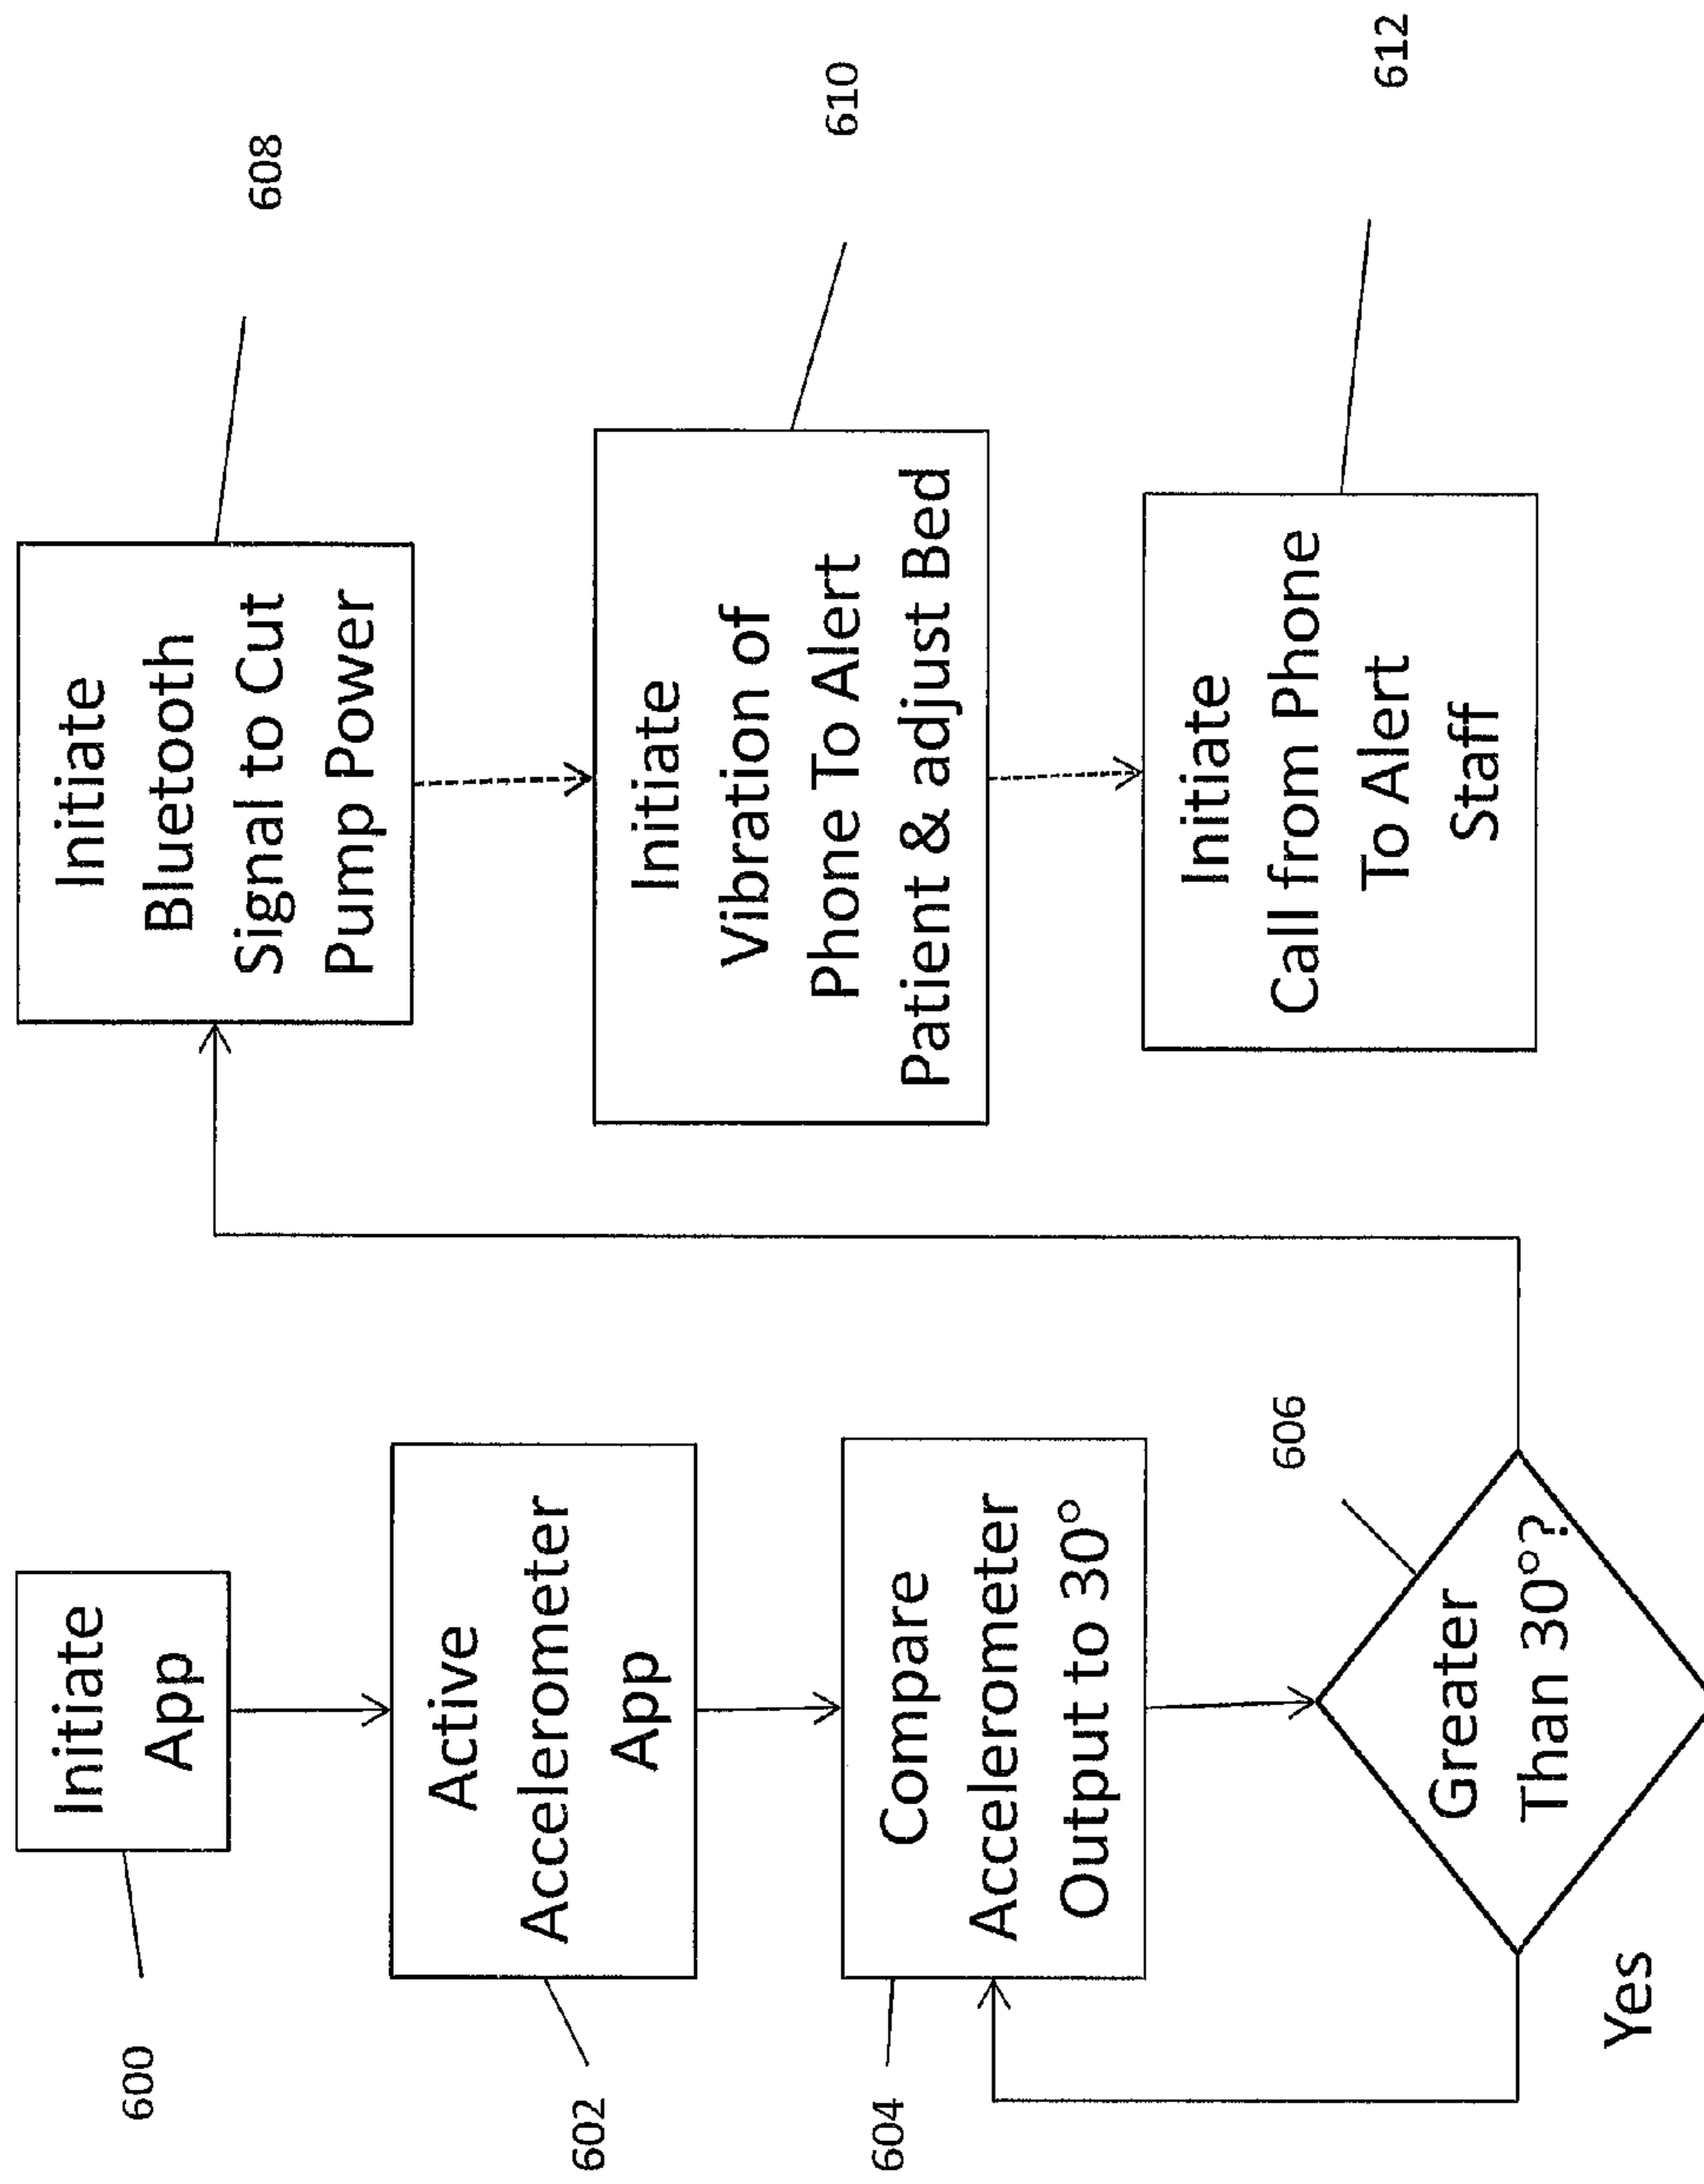 600
Initiate
App
602
Active
Accelerometer
App
604
Compare
Accelerometer
Output to 30°
606
Greater
Than 30°?
Yes
608
Initiate
Bluetooth
Signal to Cut
Pump Power
610
Initiate
Vibration of
Phone To Alert
Patient & adjust Bed
612
Initiate
Call from Phone
To Alert
Staff